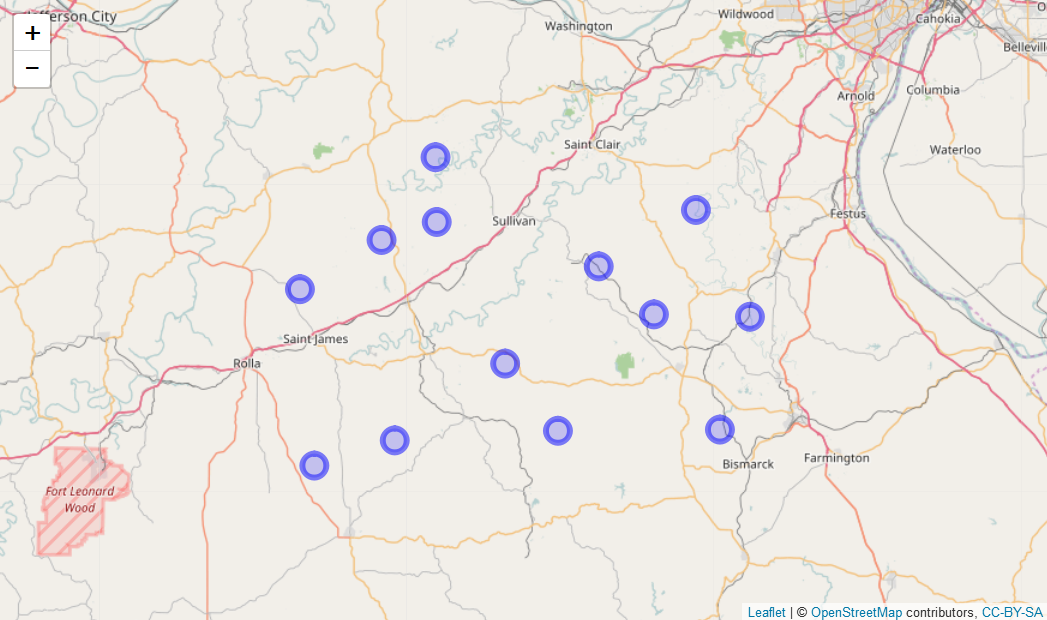 +
−
Jefferson City
Washington
Wildwood
Cahokia
Belleville
Arnold
Columbia
Saint Clair
Waterloo
Sullivan
Festus
Saint James
Rolla
Bismarck
Farmington
Fort Leonard
Wood
Leaflet | © OpenStreetMap contributors, CC-BY-SA